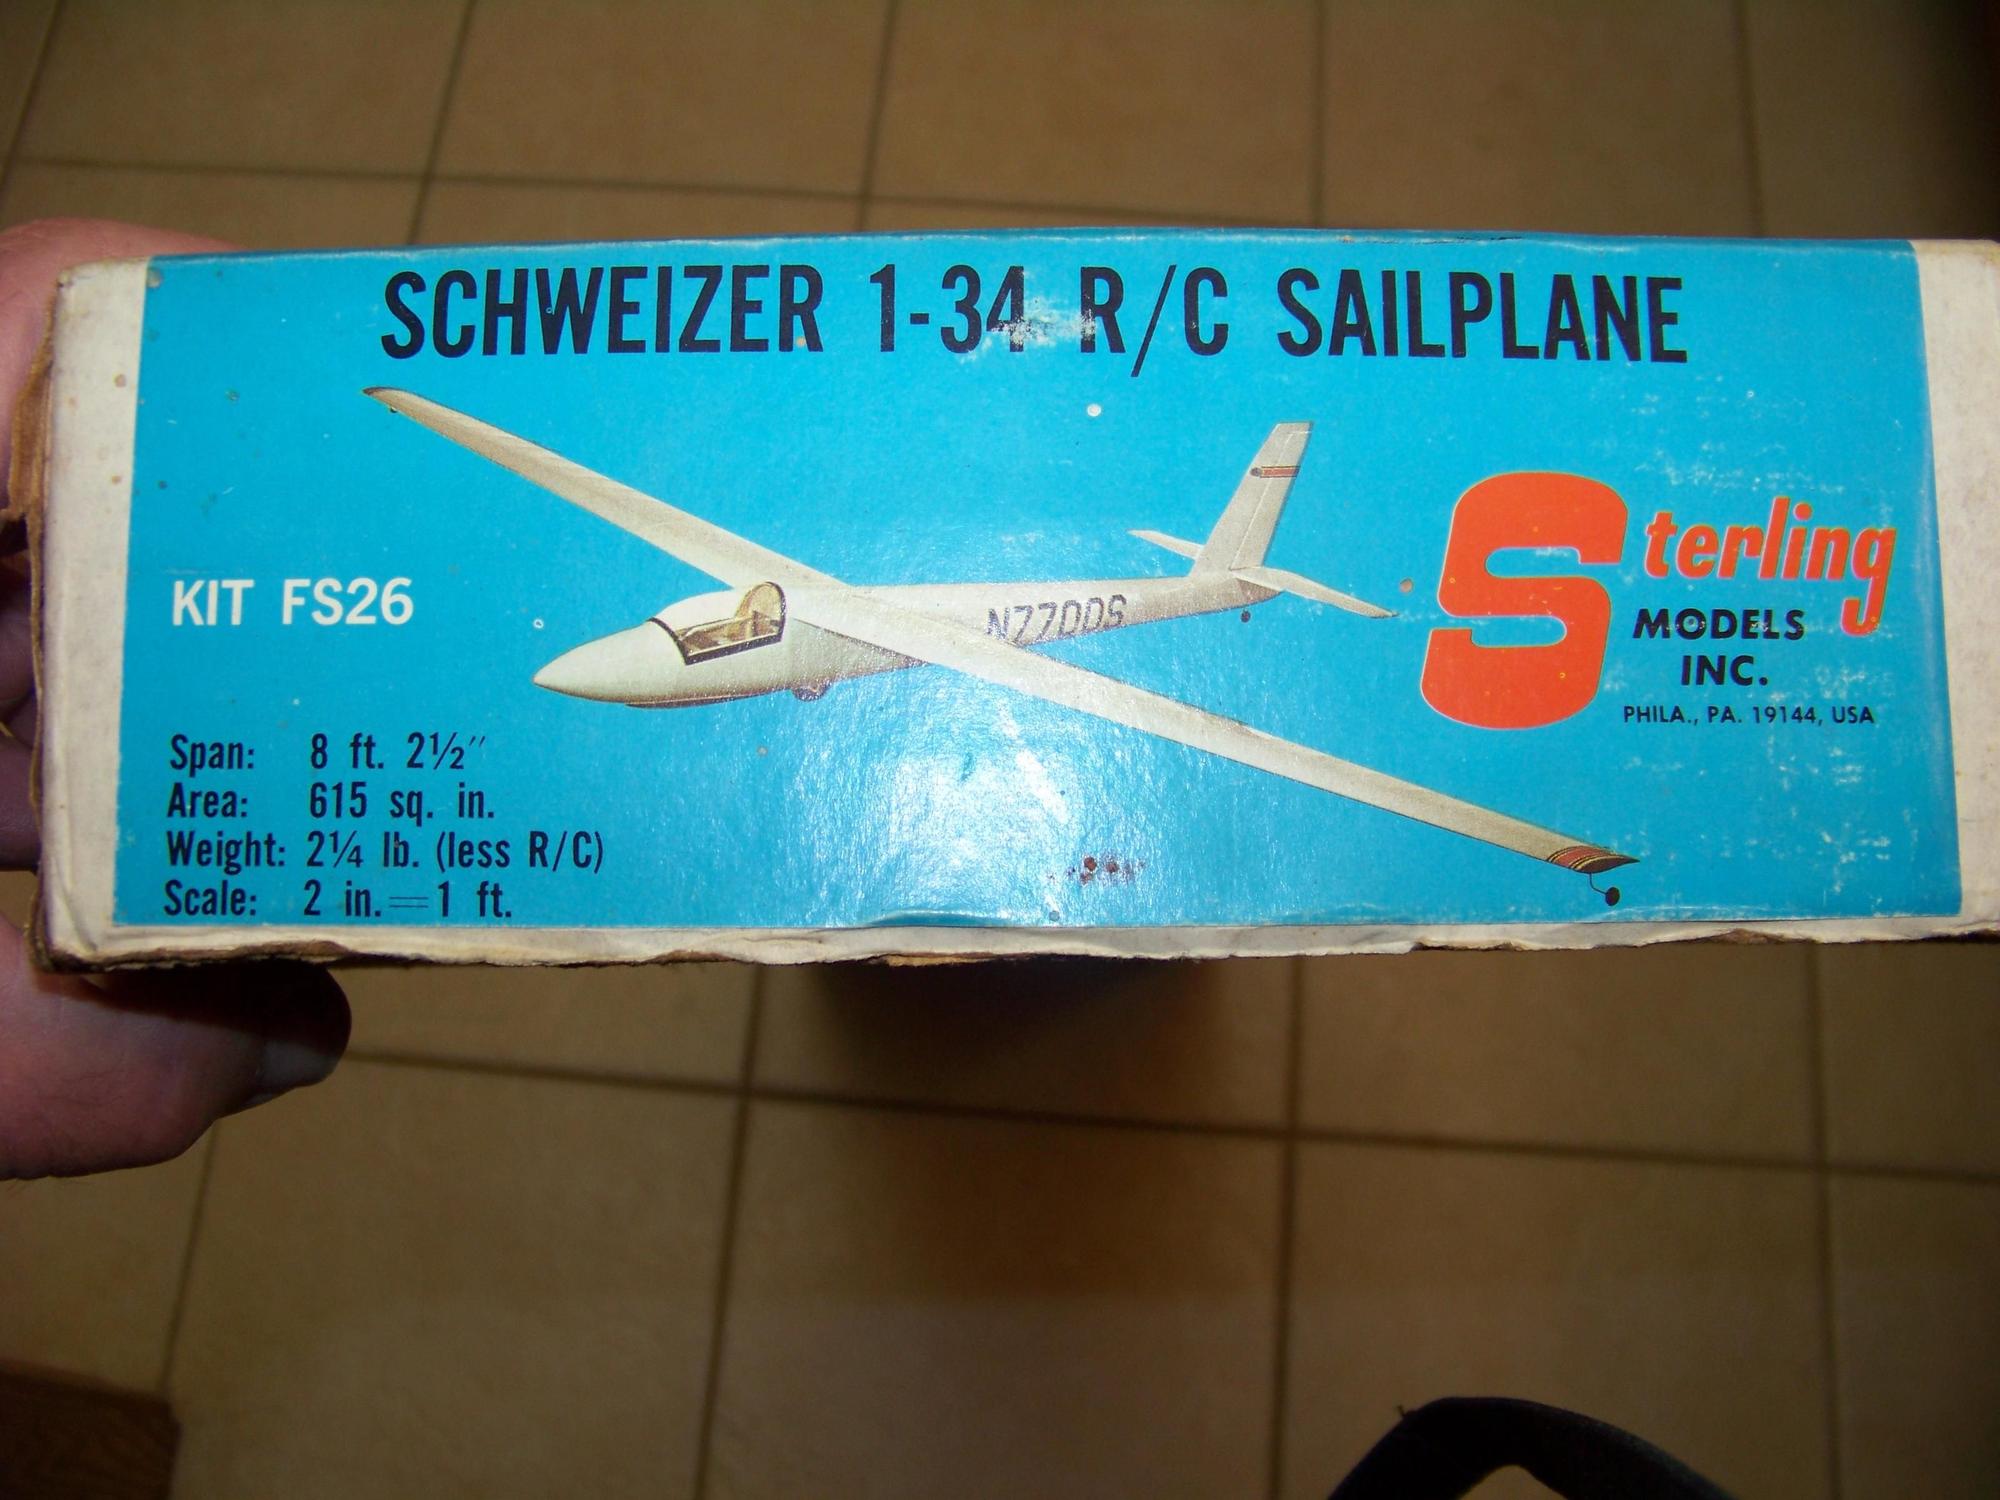 SCHWEIZER 1-34 R/C SAILPLANE
KIT FS26
N7700S
Sterling
MODELS
INC.
PHILA., PA. 19144, USA
Span: 8 ft. 2½″
Area: 615 sq. in.
Weight: 2¼ lb. (less R/C)
Scale: 2 in.=1 ft.